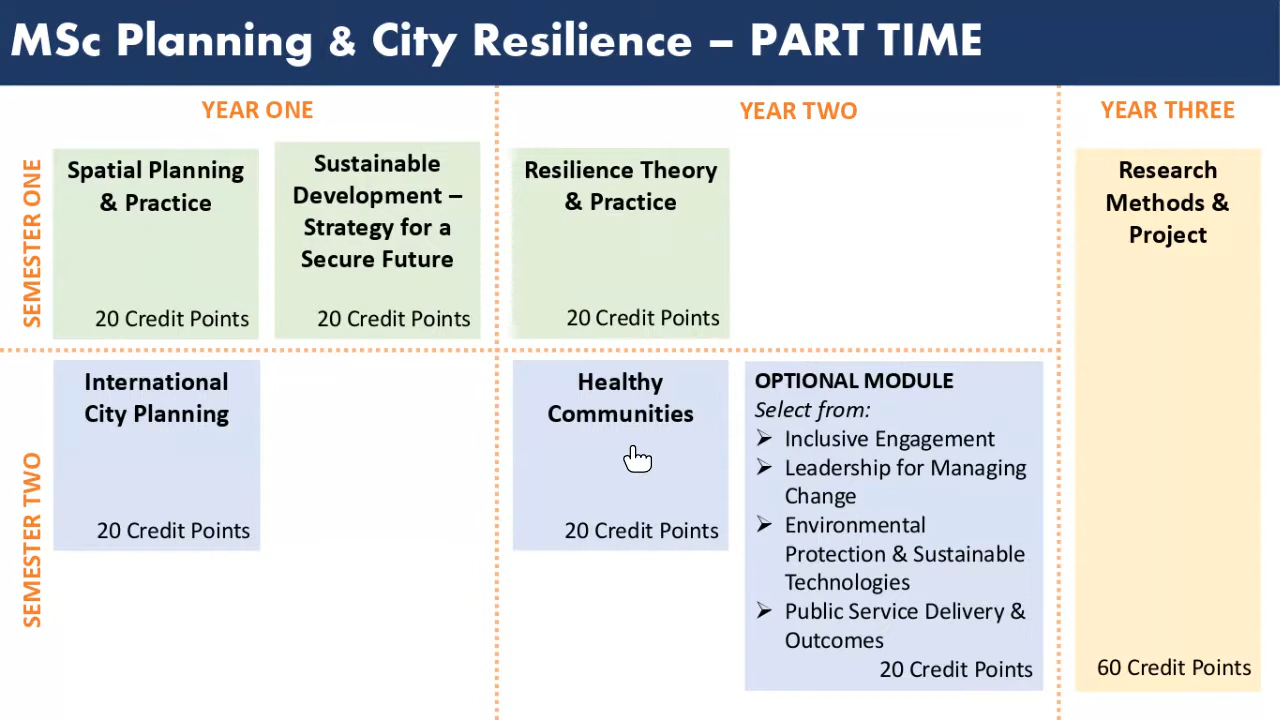 MSc Planning & City Resilience – PART TIME
YEAR ONE
YEAR TWO
YEAR THREE
SEMESTER ONE
Spatial Planning
& Practice
20 Credit Points
Sustainable
Development –
Strategy for a
Secure Future
20 Credit Points
Resilience Theory
& Practice
20 Credit Points
Research
Methods &
Project
60 Credit Points
SEMESTER TWO
International
City Planning
20 Credit Points
Healthy
Communities
20 Credit Points
OPTIONAL MODULE
Select from:
➢ Inclusive Engagement
➢ Leadership for Managing
Change
➢ Environmental
Protection & Sustainable
Technologies
➢ Public Service Delivery &
Outcomes
20 Credit Points